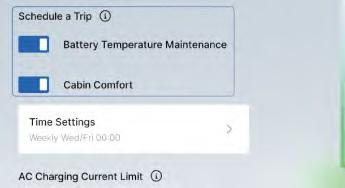 Schedule a Trip
Battery Temperature Maintenance
Cabin Comfort
Time Settings
Weekly Wed/Fri 00:00
AC Charging Current Limit